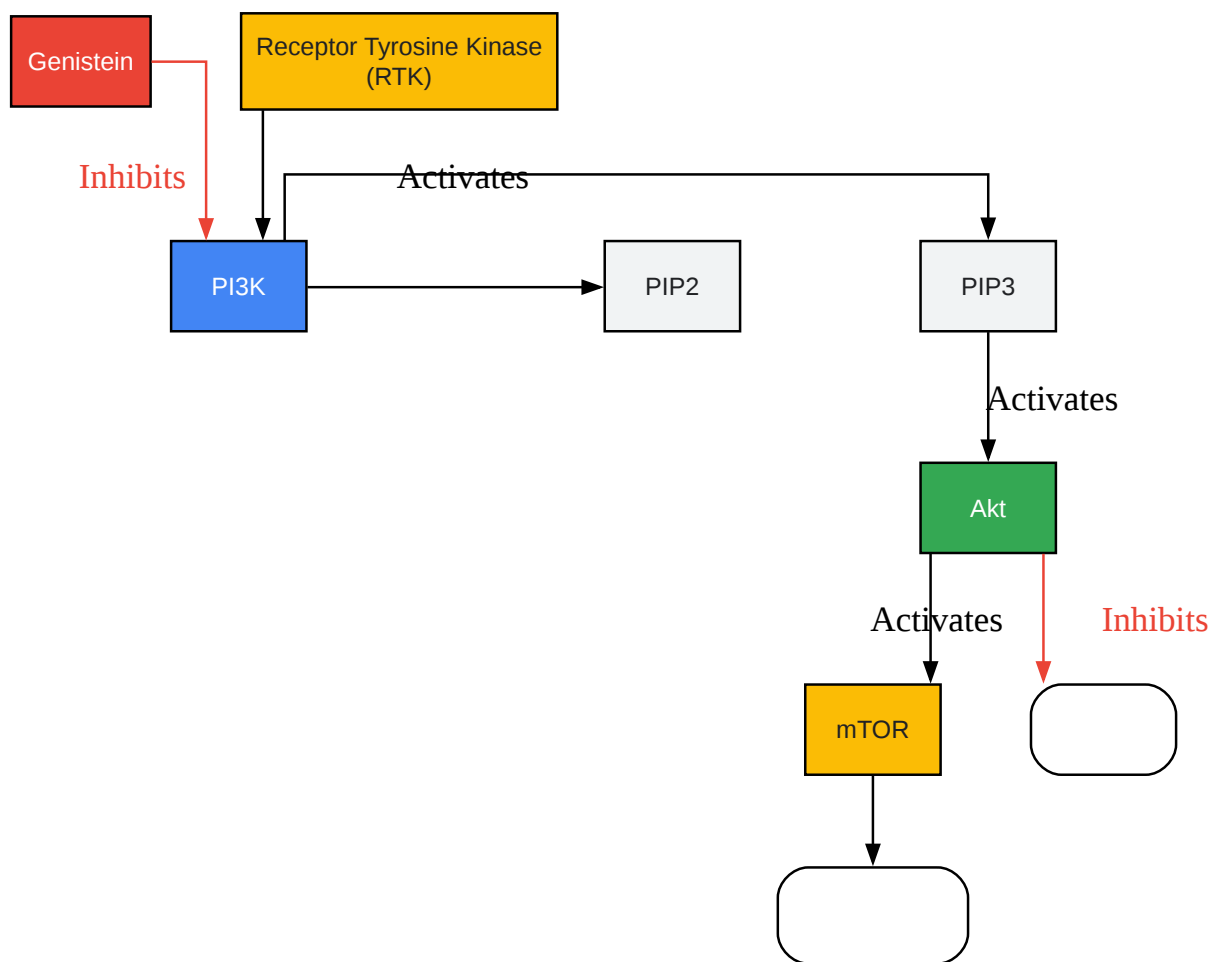 Genistein
Receptor Tyrosine Kinase
(RTK)
Inhibits
Activates
PI3K
PIP2
PIP3
Activates
Akt
Activates
Inhibits
mTOR